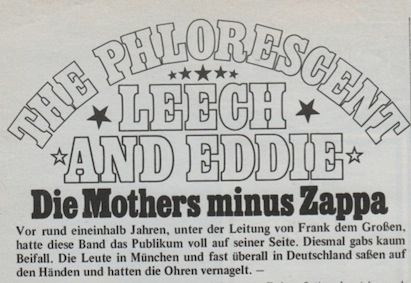 THE PHLORESCENT
LEECH
AND EDDIE
Die Mothers minus Zappa
Vor rund eineinhalb Jahren, unter der Leitung von Frank dem Großen,
hatte diese Band das Publikum voll auf seiner Seite. Diesmal gabs kaum
Beifall. Die Leute in München und fast überall in Deutschland saßen auf
den Händen und hatten die Ohren vernagelt. —